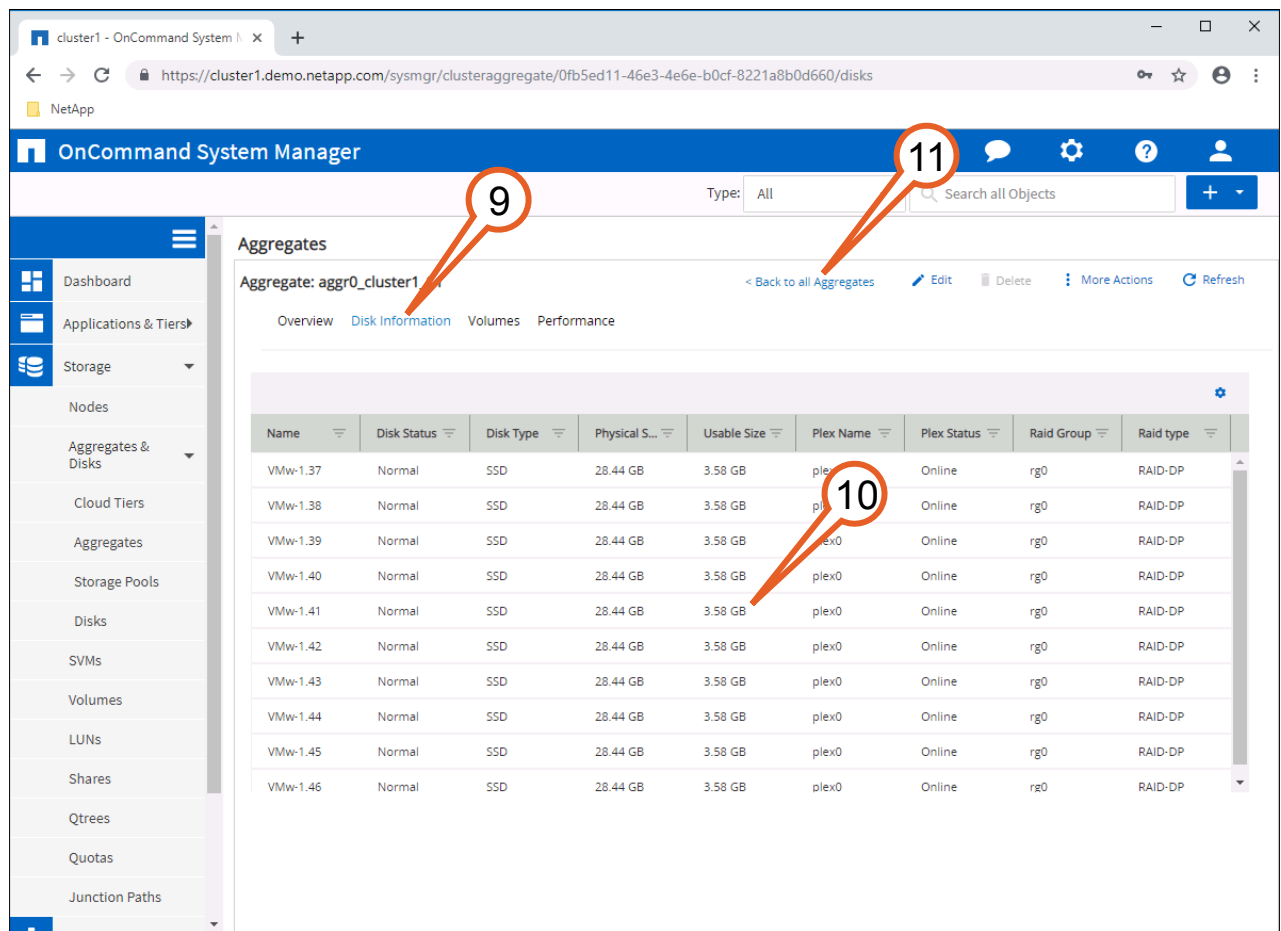 cluster1 - OnCommand System M
https://cluster1.demo.netapp.com/sysmgr/clusteraggregate/0fb5ed11-46e3-4e6e-b0cf-8221a8b0d660/disks
NetApp
OnCommand System Manager
11
9
Type: All Search all Objects
Aggregates
Dashboard
Aggregate: aggr0_cluster1_ < Back to all Aggregates Edit Delete More Actions Refresh
Applications & Tiers
Overview Disk Information Volumes Performance
Storage
Nodes
Aggregates & Disks
Cloud Tiers
Aggregates
Storage Pools
Disks
SVMs
Volumes
LUNs
Shares
Qtrees
Quotas
Junction Paths
Name Disk Status Disk Type Physical S... Usable Size Plex Name Plex Status Raid Group Raid type
VMw-1.37 Normal SSD 28.44 GB 3.58 GB Online rg0 RAID-DP
10
VMw-1.38 Normal SSD 28.44 GB 3.58 GB Online rg0 RAID-DP
VMw-1.39 Normal SSD 28.44 GB 3.58 GB plex0 Online rg0 RAID-DP
VMw-1.40 Normal SSD 28.44 GB 3.58 GB plex0 Online rg0 RAID-DP
VMw-1.41 Normal SSD 28.44 GB 3.58 GB plex0 Online rg0 RAID-DP
VMw-1.42 Normal SSD 28.44 GB 3.58 GB plex0 Online rg0 RAID-DP
VMw-1.43 Normal SSD 28.44 GB 3.58 GB plex0 Online rg0 RAID-DP
VMw-1.44 Normal SSD 28.44 GB 3.58 GB plex0 Online rg0 RAID-DP
VMw-1.45 Normal SSD 28.44 GB 3.58 GB plex0 Online rg0 RAID-DP
VMw-1.46 Normal SSD 28.44 GB 3.58 GB plex0 Online rg0 RAID-DP